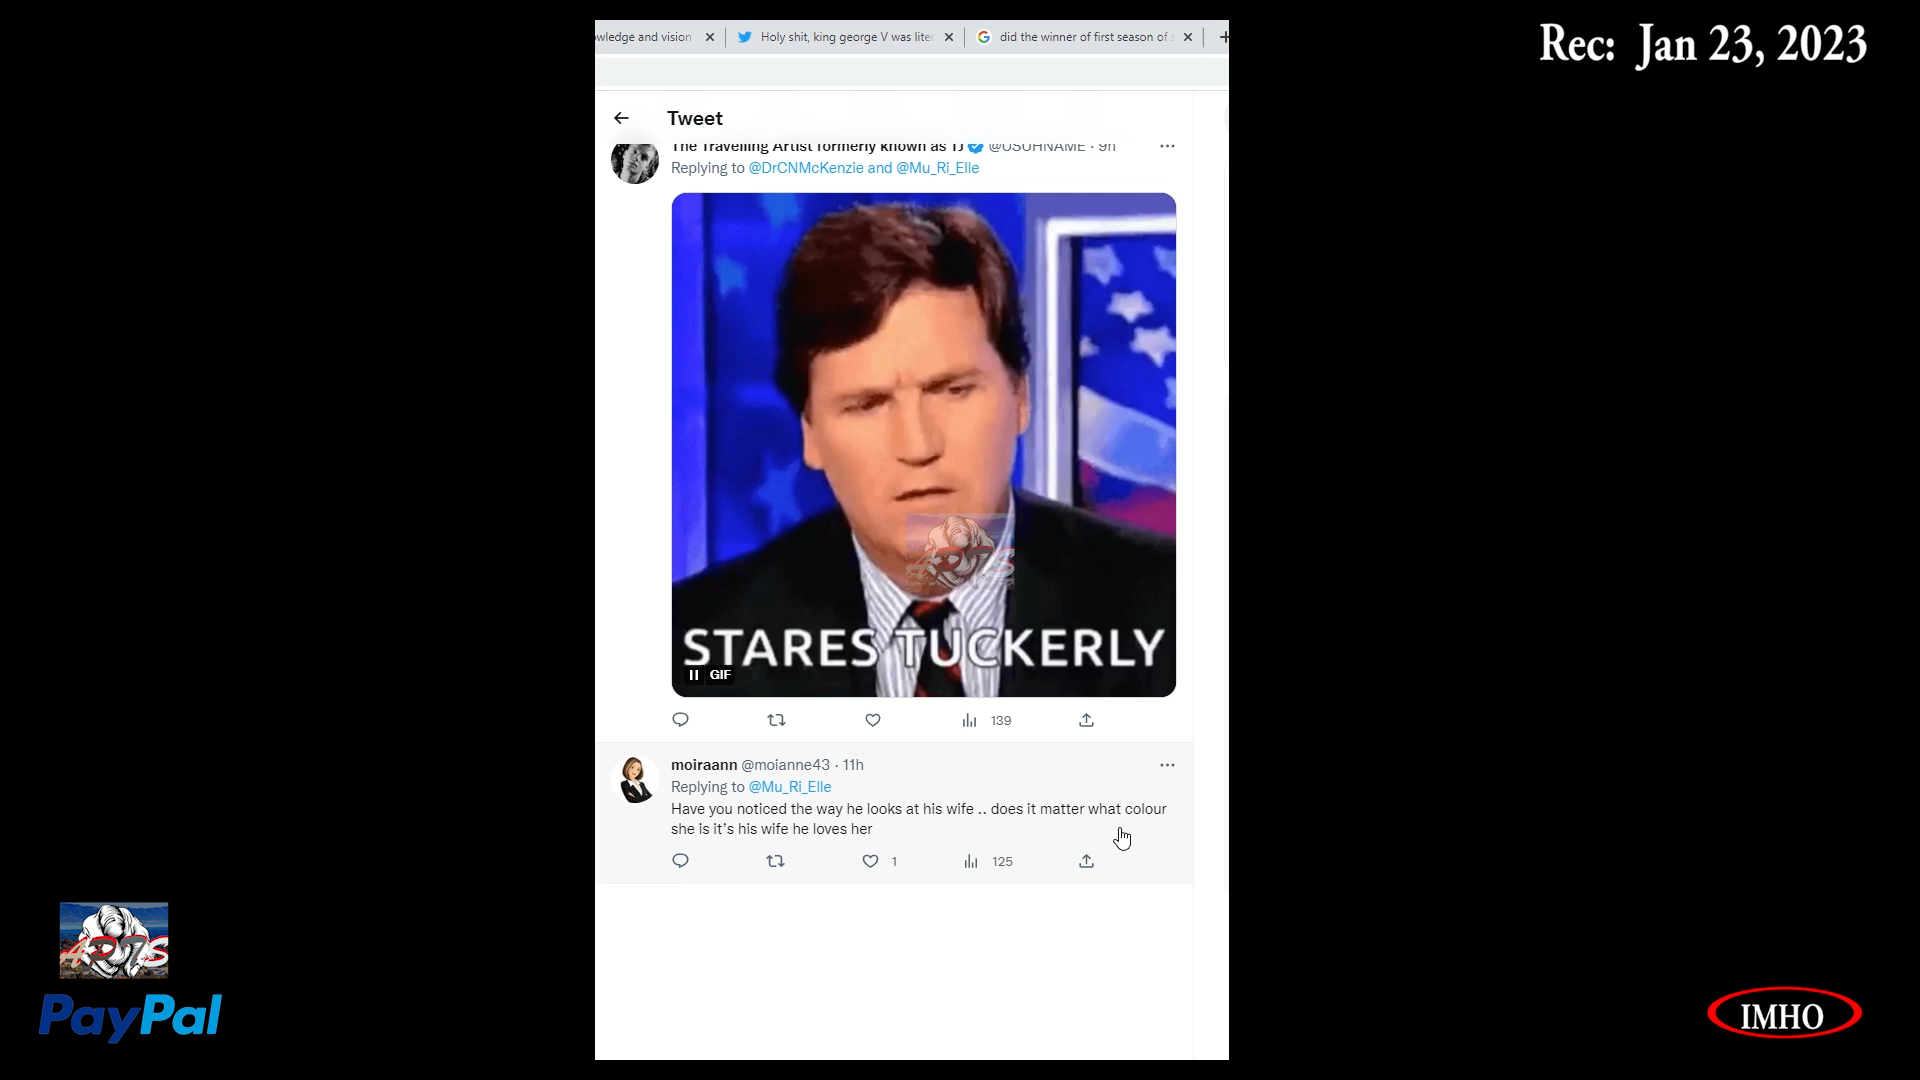 Rec: Jan 23, 2023
owledge and vision
Holy shit, king george V was liter
did the winner of first season of s
Tweet
The Travelling Artist formerly known as TJ @USUHNAME · 9h
Replying to @DrCNMcKenzie and @Mu_Ri_Elle
STARES TUCKERLY
GIF
139
moiraann @moianne43 · 11h
Replying to @Mu_Ri_Elle
Have you noticed the way he looks at his wife .. does it matter what colour
she is it's his wife he loves her
1
125
PayPal
IMHO